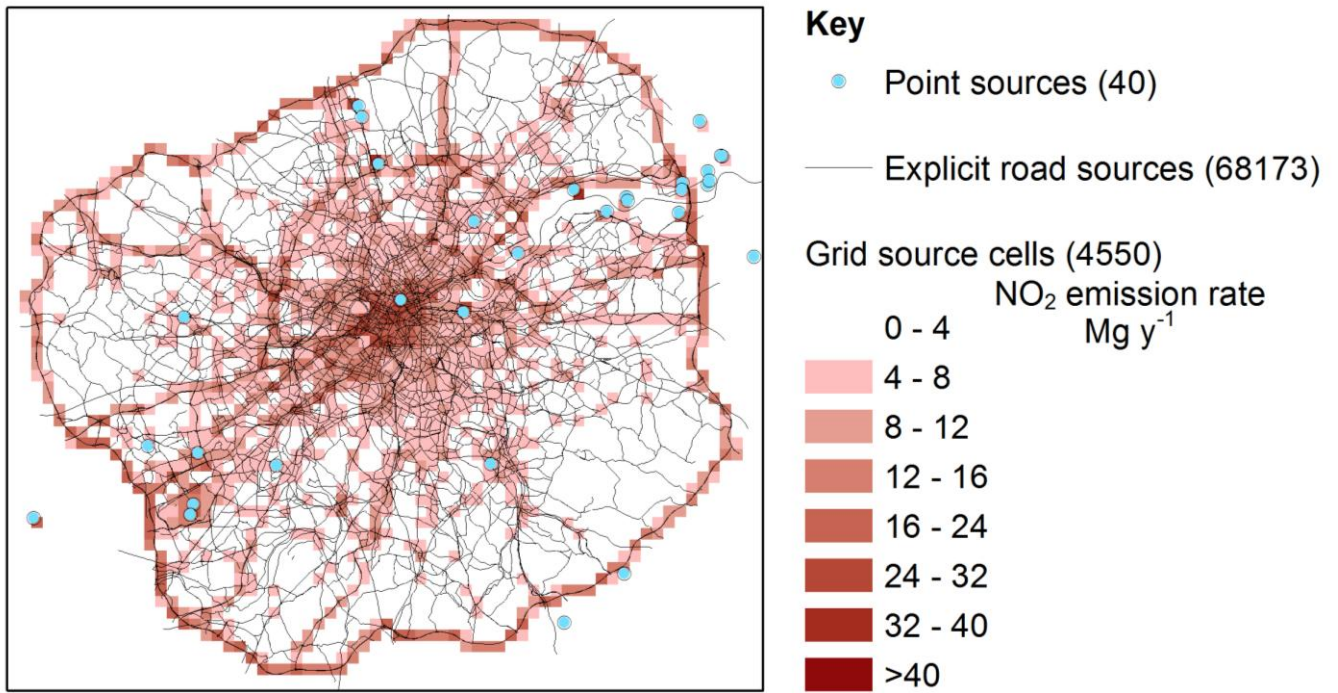 Key
Point sources (40)
Explicit road sources (68173)
Grid source cells (4550)
NO₂ emission rate
Mg y⁻¹
0 - 4
4 - 8
8 - 12
12 - 16
16 - 24
24 - 32
32 - 40
>40